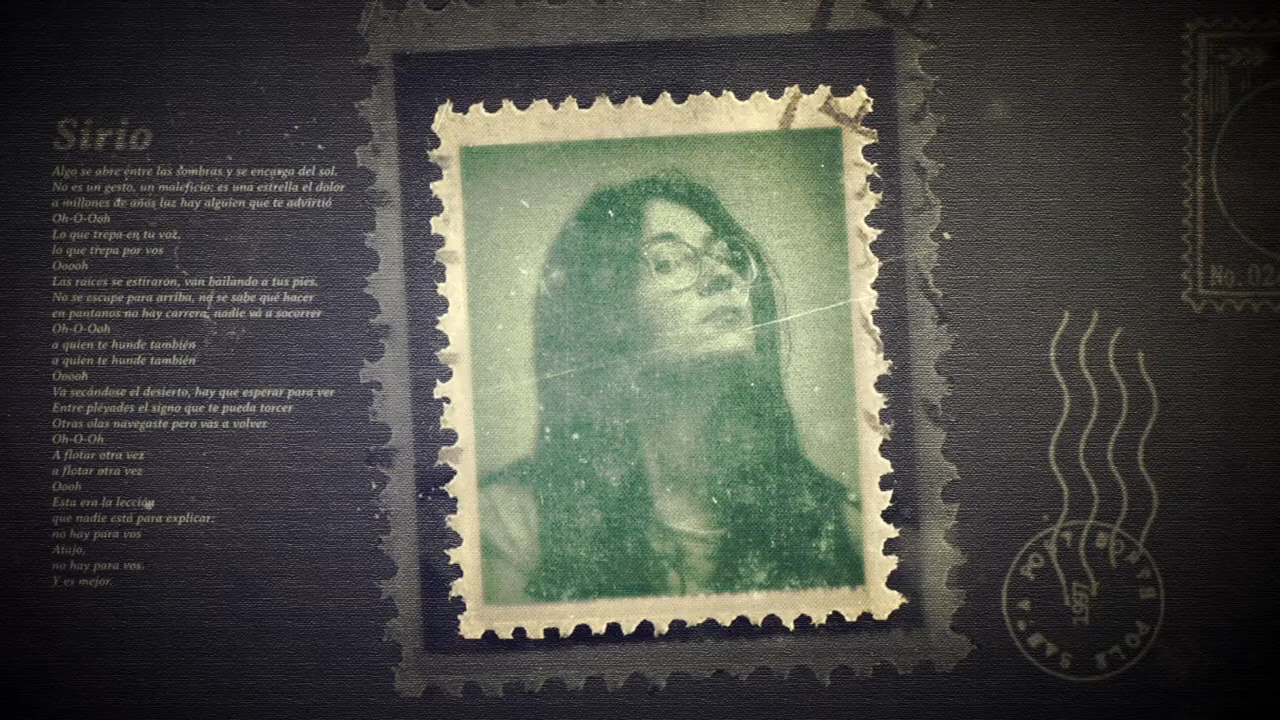 Sirio
Algo se abre entre las sombras y se encarga del sol.
No es un gesto, un maleficio; es una estrella el dolor
a millones de años luz hay alguien que te advirtió
Oh-O-Ooh
Lo que trepa en tu voz,
lo que trepa por vos
Ooooh
Las raíces se estiraron, van bailando a tus pies.
No se escupe para arriba, no se sabe qué hacer
en pantanos no hay carrera, nadie va a socorrer
Oh-O-Ooh
a quien te hunde también
a quien te hunde también
Ooooh
Va secándose el desierto, hay que esperar para ver
Entre pléyades el signo que te pueda torcer
Otras olas navegaste pero vas a volver
Oh-O-Oh
A flotar otra vez
a flotar otra vez
Oooh
Esta era la lección
que nadie está para explicar:
no hay para vos
Atajo,
no hay para vos.
Y es mejor.
No. 02
1991